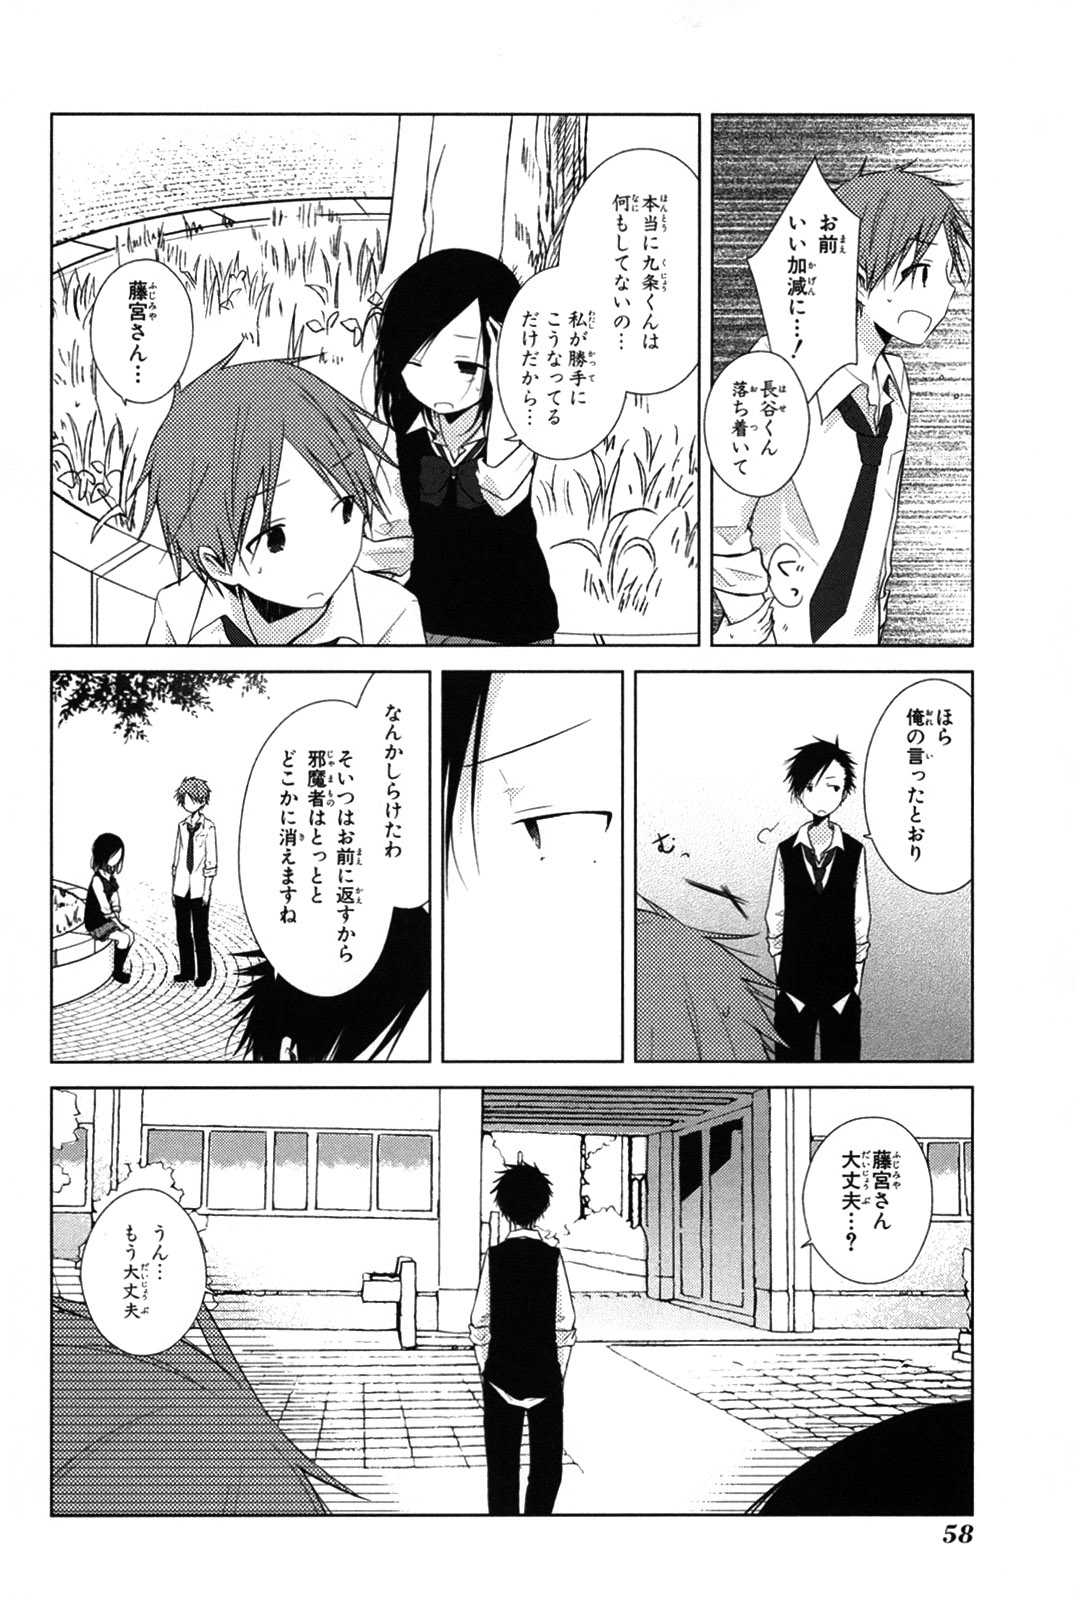 お前
いい加減に…!
長谷くん
落ち着いて
ぐっ
本当に九条くんは
何もしてないの…
私が勝手に
こうなってる
だけだから…
藤宮さん…
ほら
俺の言ったとおり
むっ
なんかしらけたわ
そいつはお前に返すから
邪魔者はとっとと
どこかに消えますね
藤宮さん
大丈夫…?
うん…
もう大丈夫
58